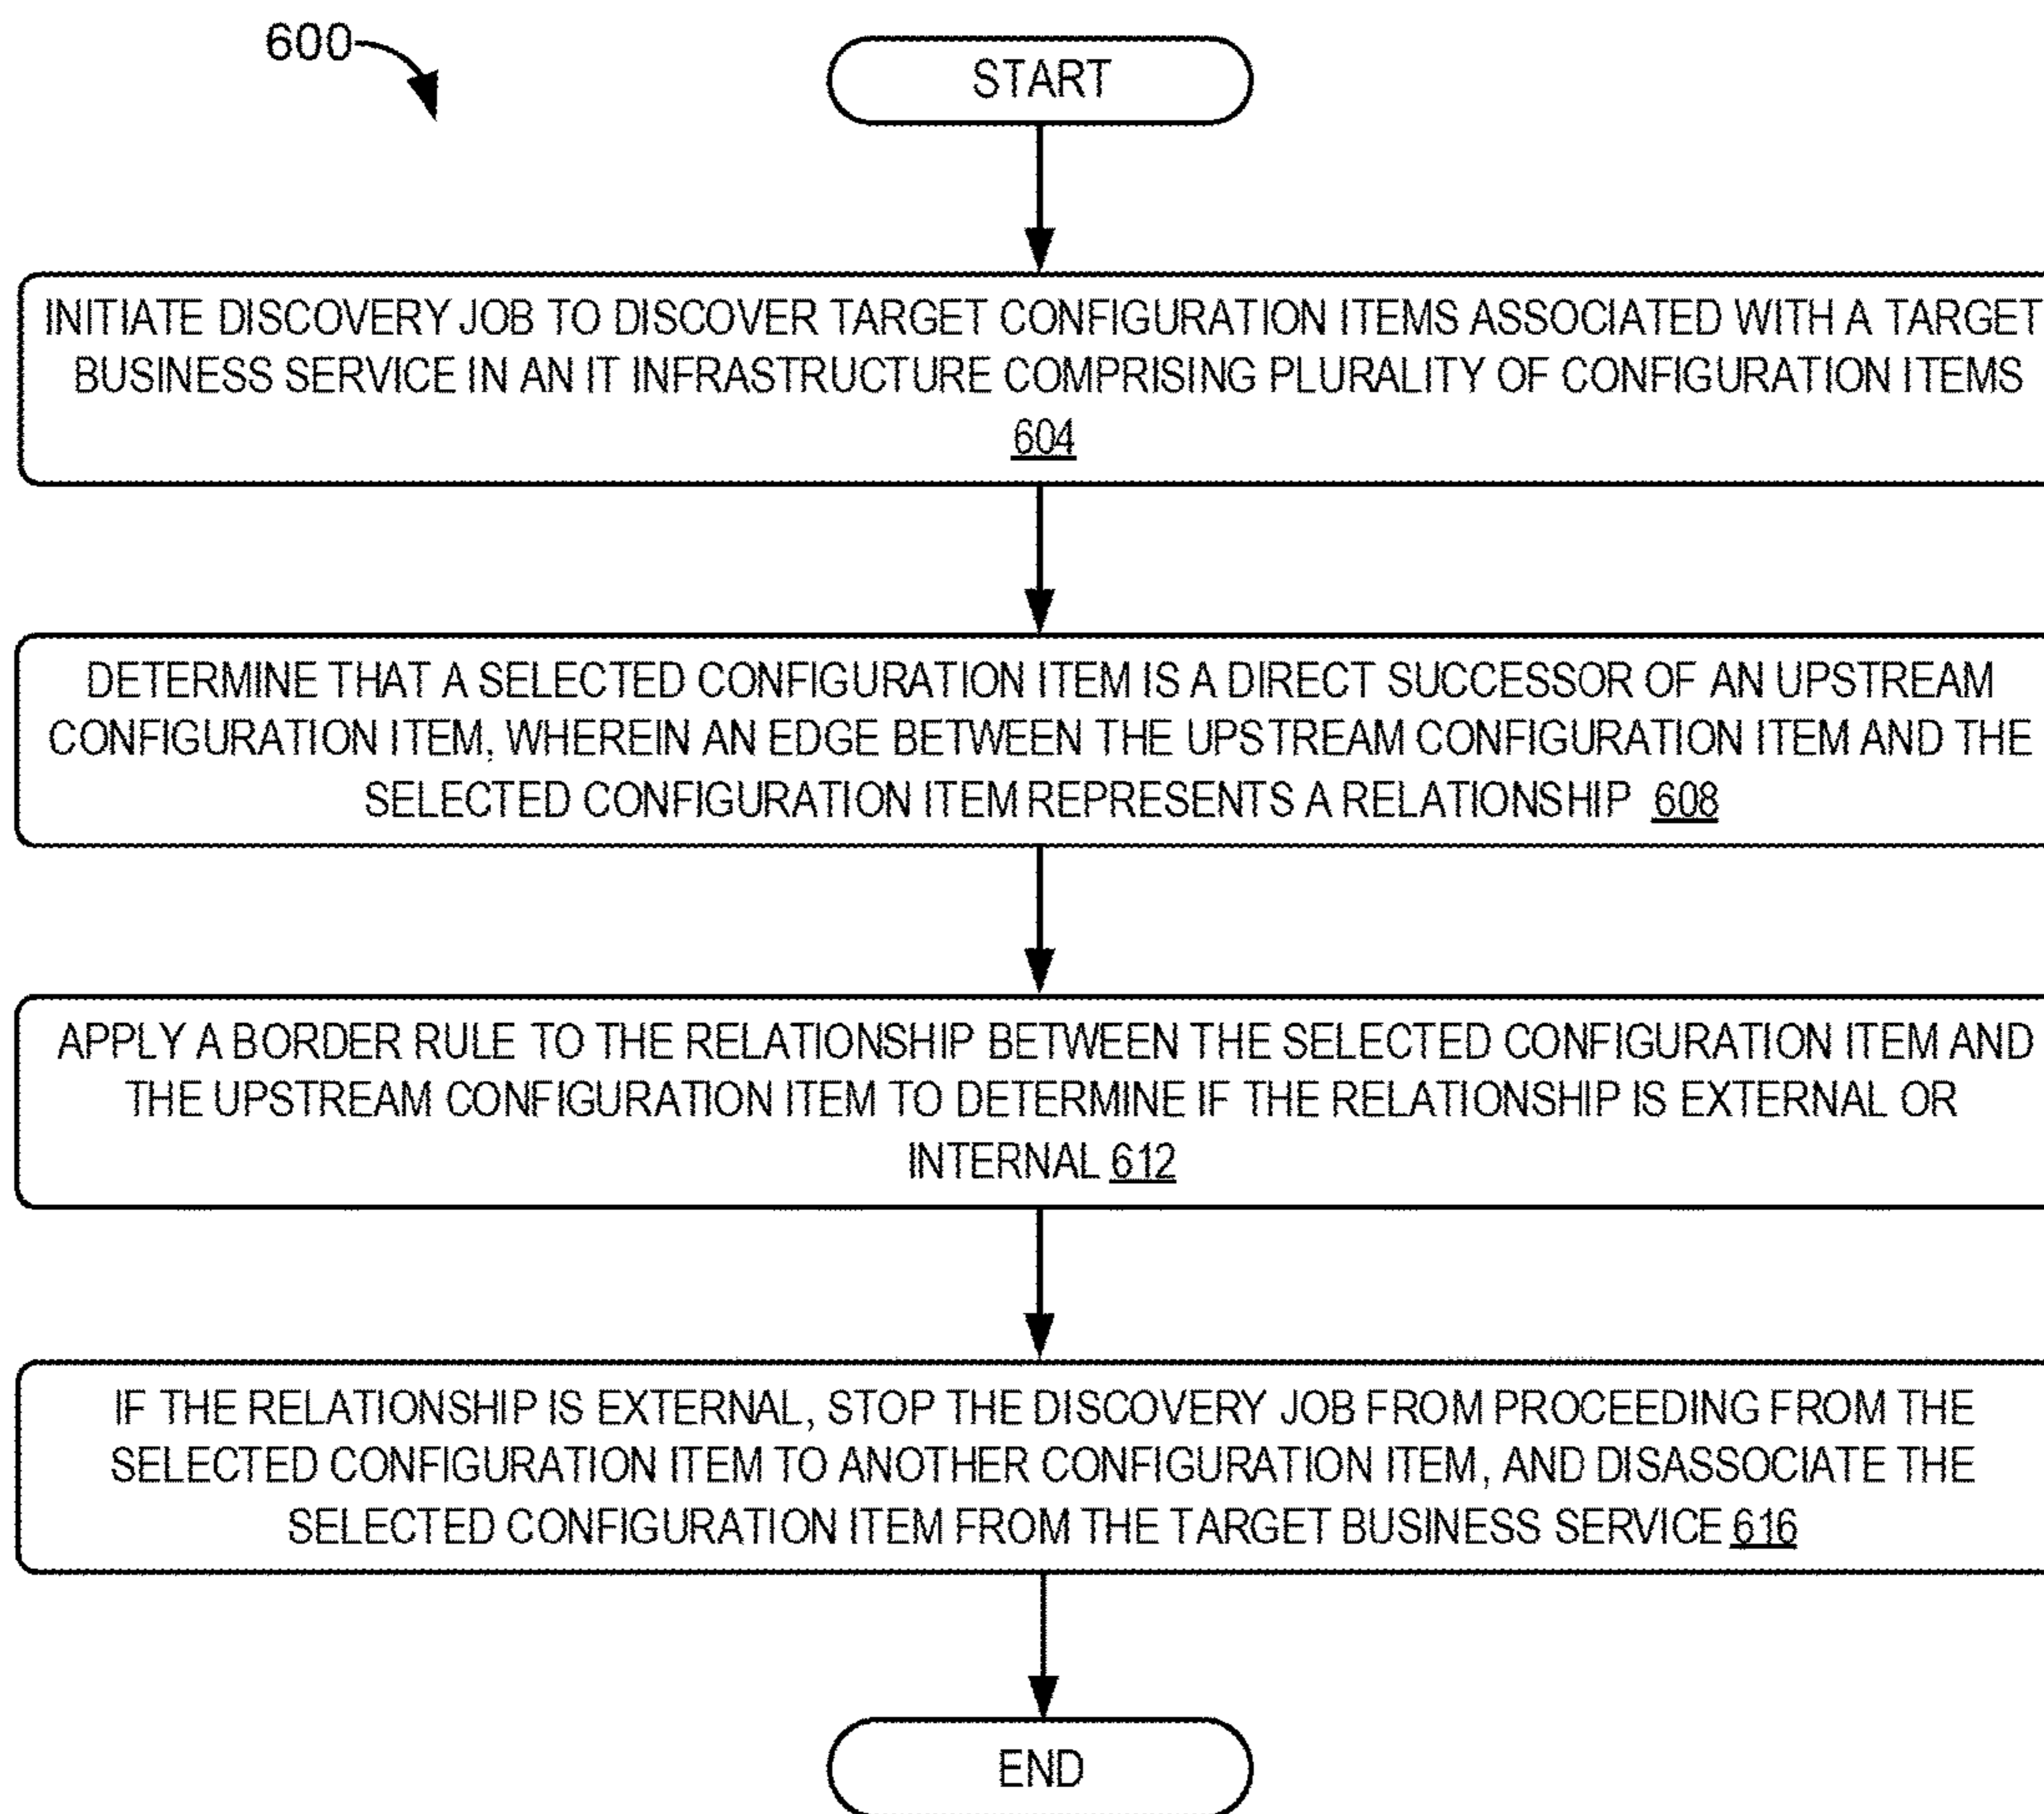 600
START
INITIATE DISCOVERY JOB TO DISCOVER TARGET CONFIGURATION ITEMS ASSOCIATED WITH A TARGET
BUSINESS SERVICE IN AN IT INFRASTRUCTURE COMPRISING PLURALITY OF CONFIGURATION ITEMS
604
DETERMINE THAT A SELECTED CONFIGURATION ITEM IS A DIRECT SUCCESSOR OF AN UPSTREAM
CONFIGURATION ITEM, WHEREIN AN EDGE BETWEEN THE UPSTREAM CONFIGURATION ITEM AND THE
SELECTED CONFIGURATION ITEM REPRESENTS A RELATIONSHIP 608
APPLY A BORDER RULE TO THE RELATIONSHIP BETWEEN THE SELECTED CONFIGURATION ITEM AND
THE UPSTREAM CONFIGURATION ITEM TO DETERMINE IF THE RELATIONSHIP IS EXTERNAL OR
INTERNAL 612
IF THE RELATIONSHIP IS EXTERNAL, STOP THE DISCOVERY JOB FROM PROCEEDING FROM THE
SELECTED CONFIGURATION ITEM TO ANOTHER CONFIGURATION ITEM, AND DISASSOCIATE THE
SELECTED CONFIGURATION ITEM FROM THE TARGET BUSINESS SERVICE 616
END